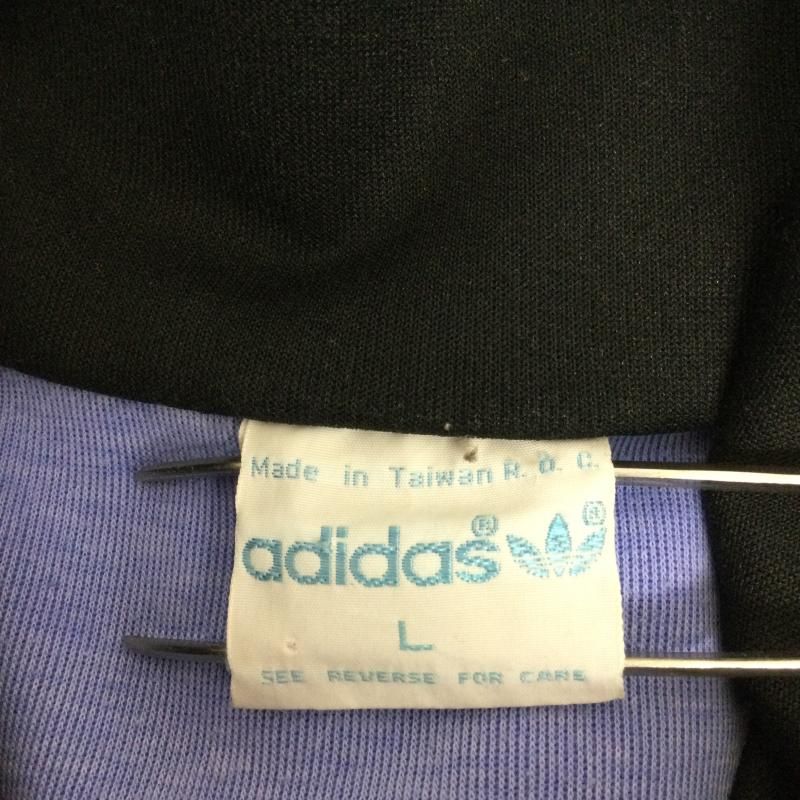 Made in Taiwan R. O. C.
adidas®
®
L
SEE REVERSE FOR CARE